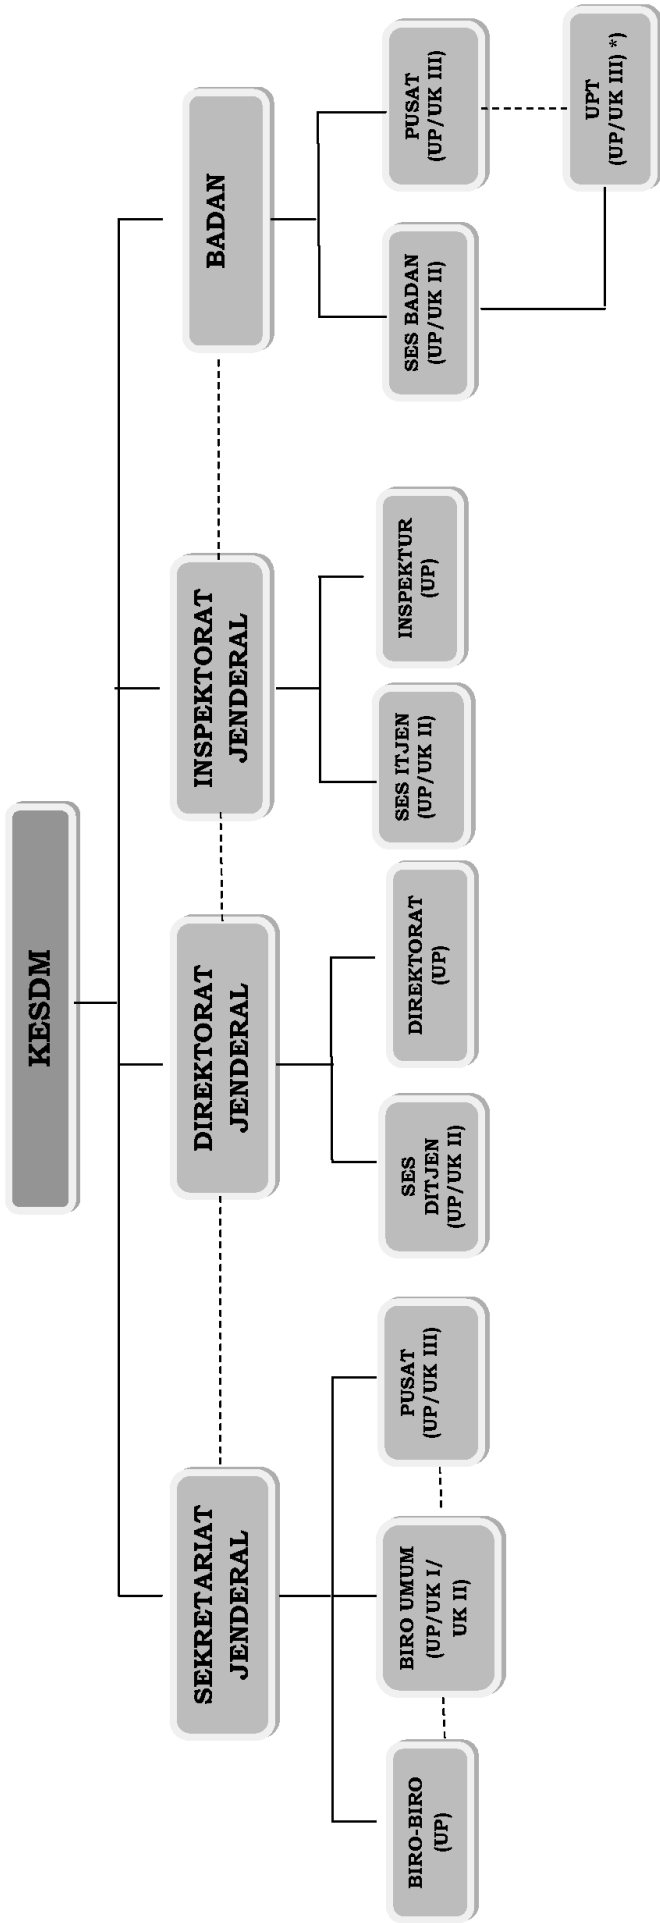 KESDM
SEKRETARIAT
JENDERAL
DIREKTORAT
JENDERAL
INSPEKTORAT
JENDERAL
BADAN
BIRO-BIRO
(UP)
BIRO UMUM
(UP/UK I/
UK II)
PUSAT
(UP/UK III)
SES
DITJEN
(UP/UK II)
DIREKTORAT
(UP)
SES ITJEN
(UP/UK II)
INSPEKTUR
(UP)
SES BADAN
(UP/UK II)
PUSAT
(UP/UK III)
UPT
(UP/UK III) *)